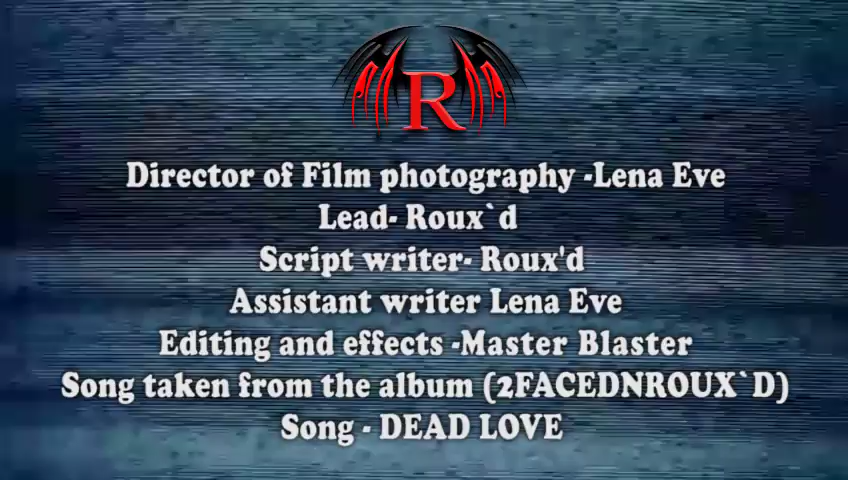 R
Director of Film photography -Lena Eve
Lead- Roux`d
Script writer- Roux'd
Assistant writer Lena Eve
Editing and effects -Master Blaster
Song taken from the album (2FACEDNROUX`D)
Song - DEAD LOVE